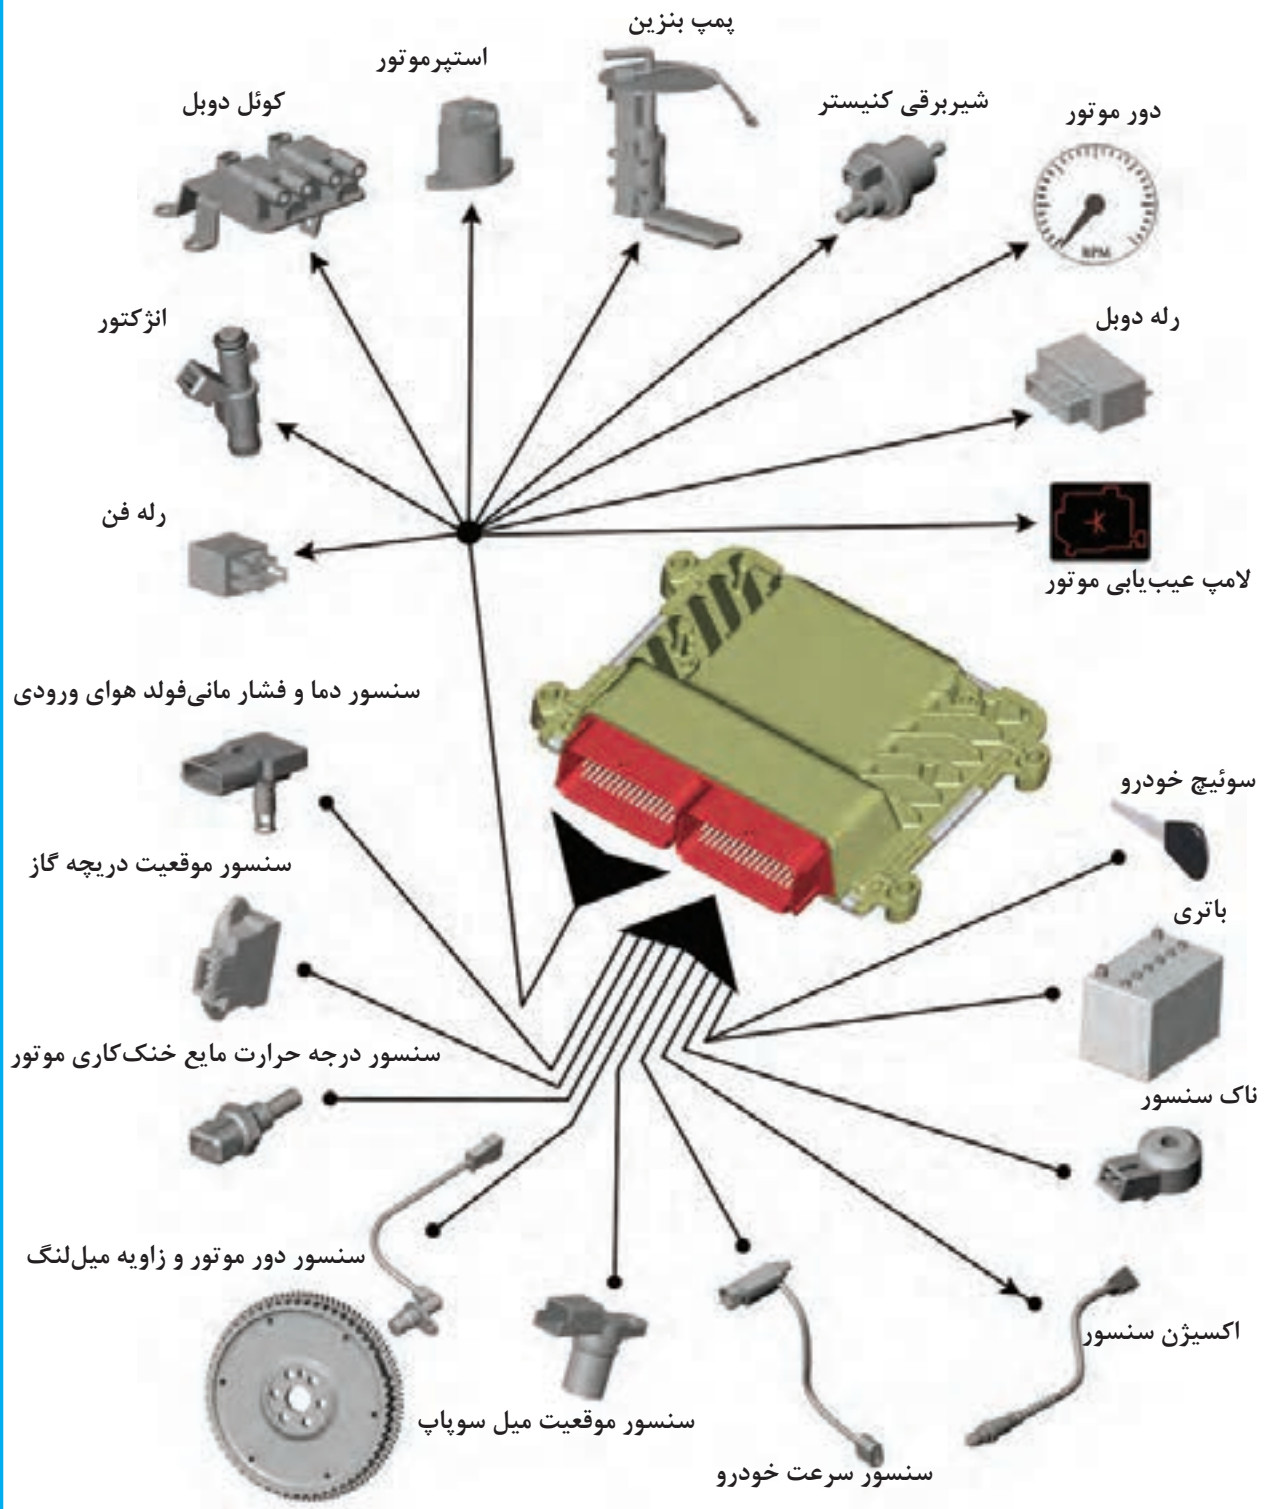 پمپ بنزین
استپرموتور
کوئل دوبل
شیربرقی کنیستر
دور موتور
RPM
انژکتور
رله دوبل
رله فن
لامپ عیب‌یابی موتور
سنسور دما و فشار مانی‌فولد هوای ورودی
سوئیچ خودرو
سنسور موقعیت دریچه گاز
باتری
سنسور درجه حرارت مایع خنک‌کاری موتور
ناک سنسور
سنسور دور موتور و زاویه میل‌لنگ
اکسیژن سنسور
سنسور موقعیت میل سوپاپ
سنسور سرعت خودرو